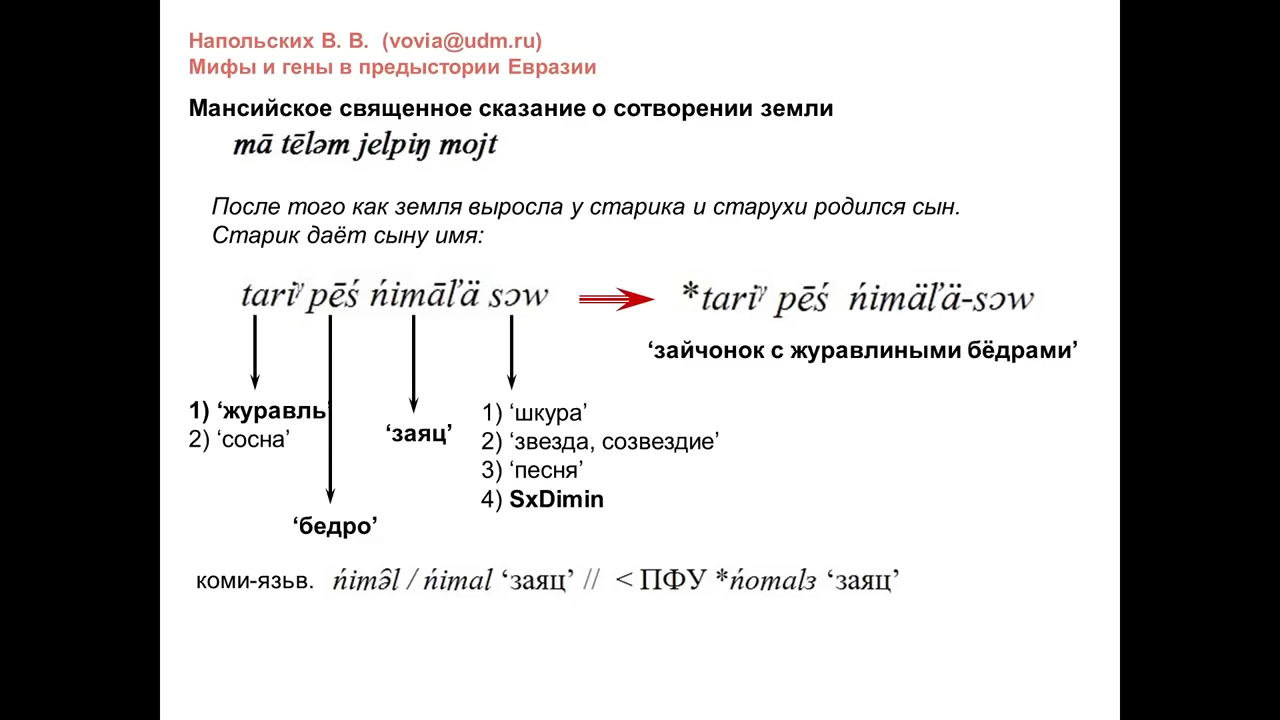 Напольских В. В. (vovia@udm.ru)
Мифы и гены в предыстории Евразии
Мансийское священное сказание о сотворении земли
mā tēləm jelpiŋ mojt
После того как земля выросла у старика и старухи родился сын.
Старик даёт сыну имя:
tariᵞ pēś ńimāľä sɔw
*tariᵞ pēś ńimäľä-sɔw
‘зайчонок с журавлиными бёдрами’
1) ‘журавль’
2) ‘сосна’
‘бедро’
‘заяц’
1) ‘шкура’
2) ‘звезда, созвездие’
3) ‘песня’
4) SxDimin
коми-язьв. ńimə̑l / ńimal ‘заяц’ // < ПФУ *ńomalɜ ‘заяц’